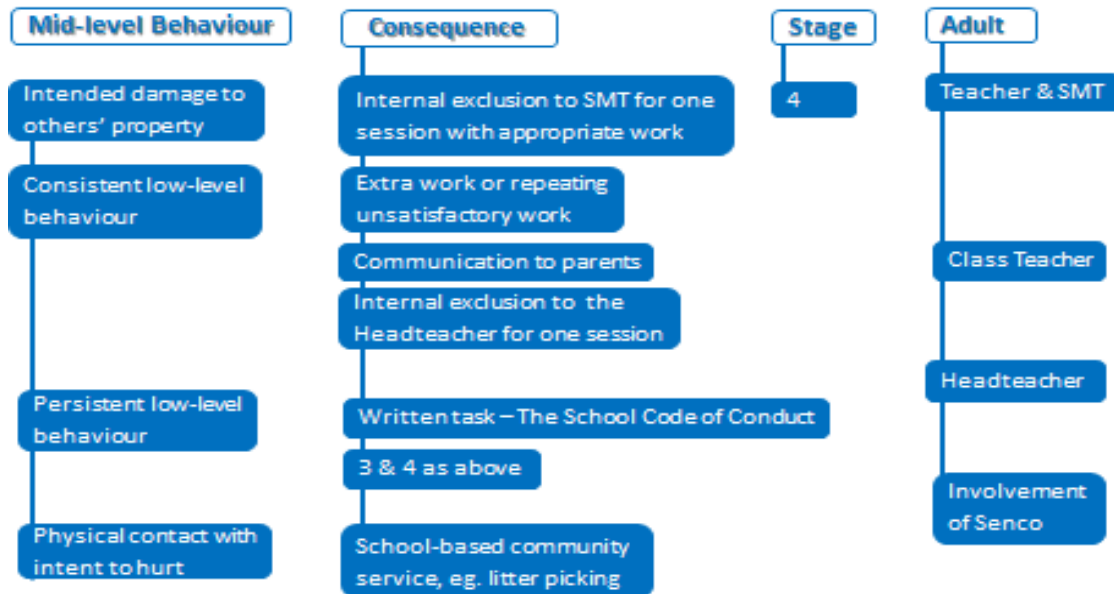 Mid-level Behaviour
Intended damage to
others' property
Consistent low-level
behaviour
Persistent low-level
behaviour
Physical contact with
intent to hurt
Consequence
Internal exclusion to SMT for one
session with appropriate work
Extra work or repeating
unsatisfactory work
Communication to parents
Internal exclusion to the
Headteacher for one session
Written task – The School Code of Conduct
3 & 4 as above
School-based community
service, eg. litter picking
Stage
4
Adult
Teacher & SMT
Class Teacher
Headteacher
Involvement
of Senco